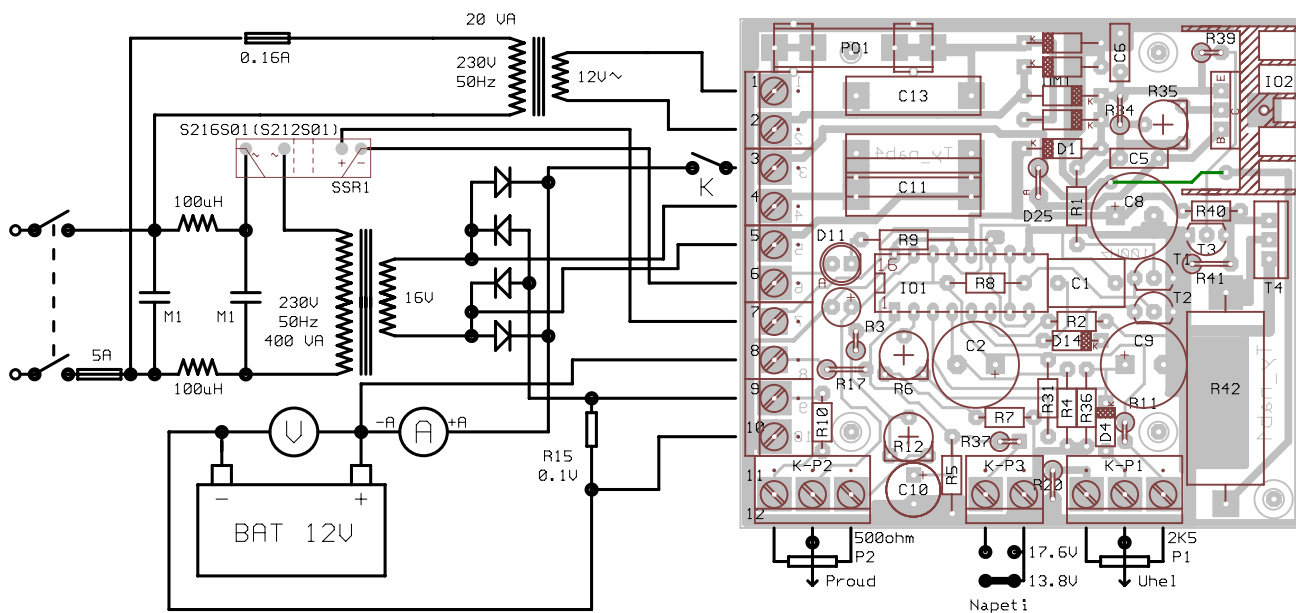 20 VA
0.16A
230V
50Hz
12V~
S216S01(S212S01)
~
~
+
SSR1
100uH
M1
M1
100uH
5A
230V
50Hz
400 VA
16V
K
V
-A
A
+A
R15
0.1V
-
+
BAT 12V
PO1
C13
C11
Ty_nab4
UM1
C6
R39
IO2
R34
R35
E
C
B
D1
C5
R1
D25
C8
R40
T3
T1
R41
T4
T2
D11
R9
16
IO1
1
R8
C1
R2
D14
C9
R3
R6
C2
R17
R10
R12
R7
R37
R31
R4
R36
D4
R11
R42
R5
C10
R20
100Hz
1
2
3
4
5
6
7
8
9
10
11
12
K-P2
K-P3
K-P1
500ohm
P2
Proud
17.6V
13.8V
Napeti
2K5
P1
Uhel